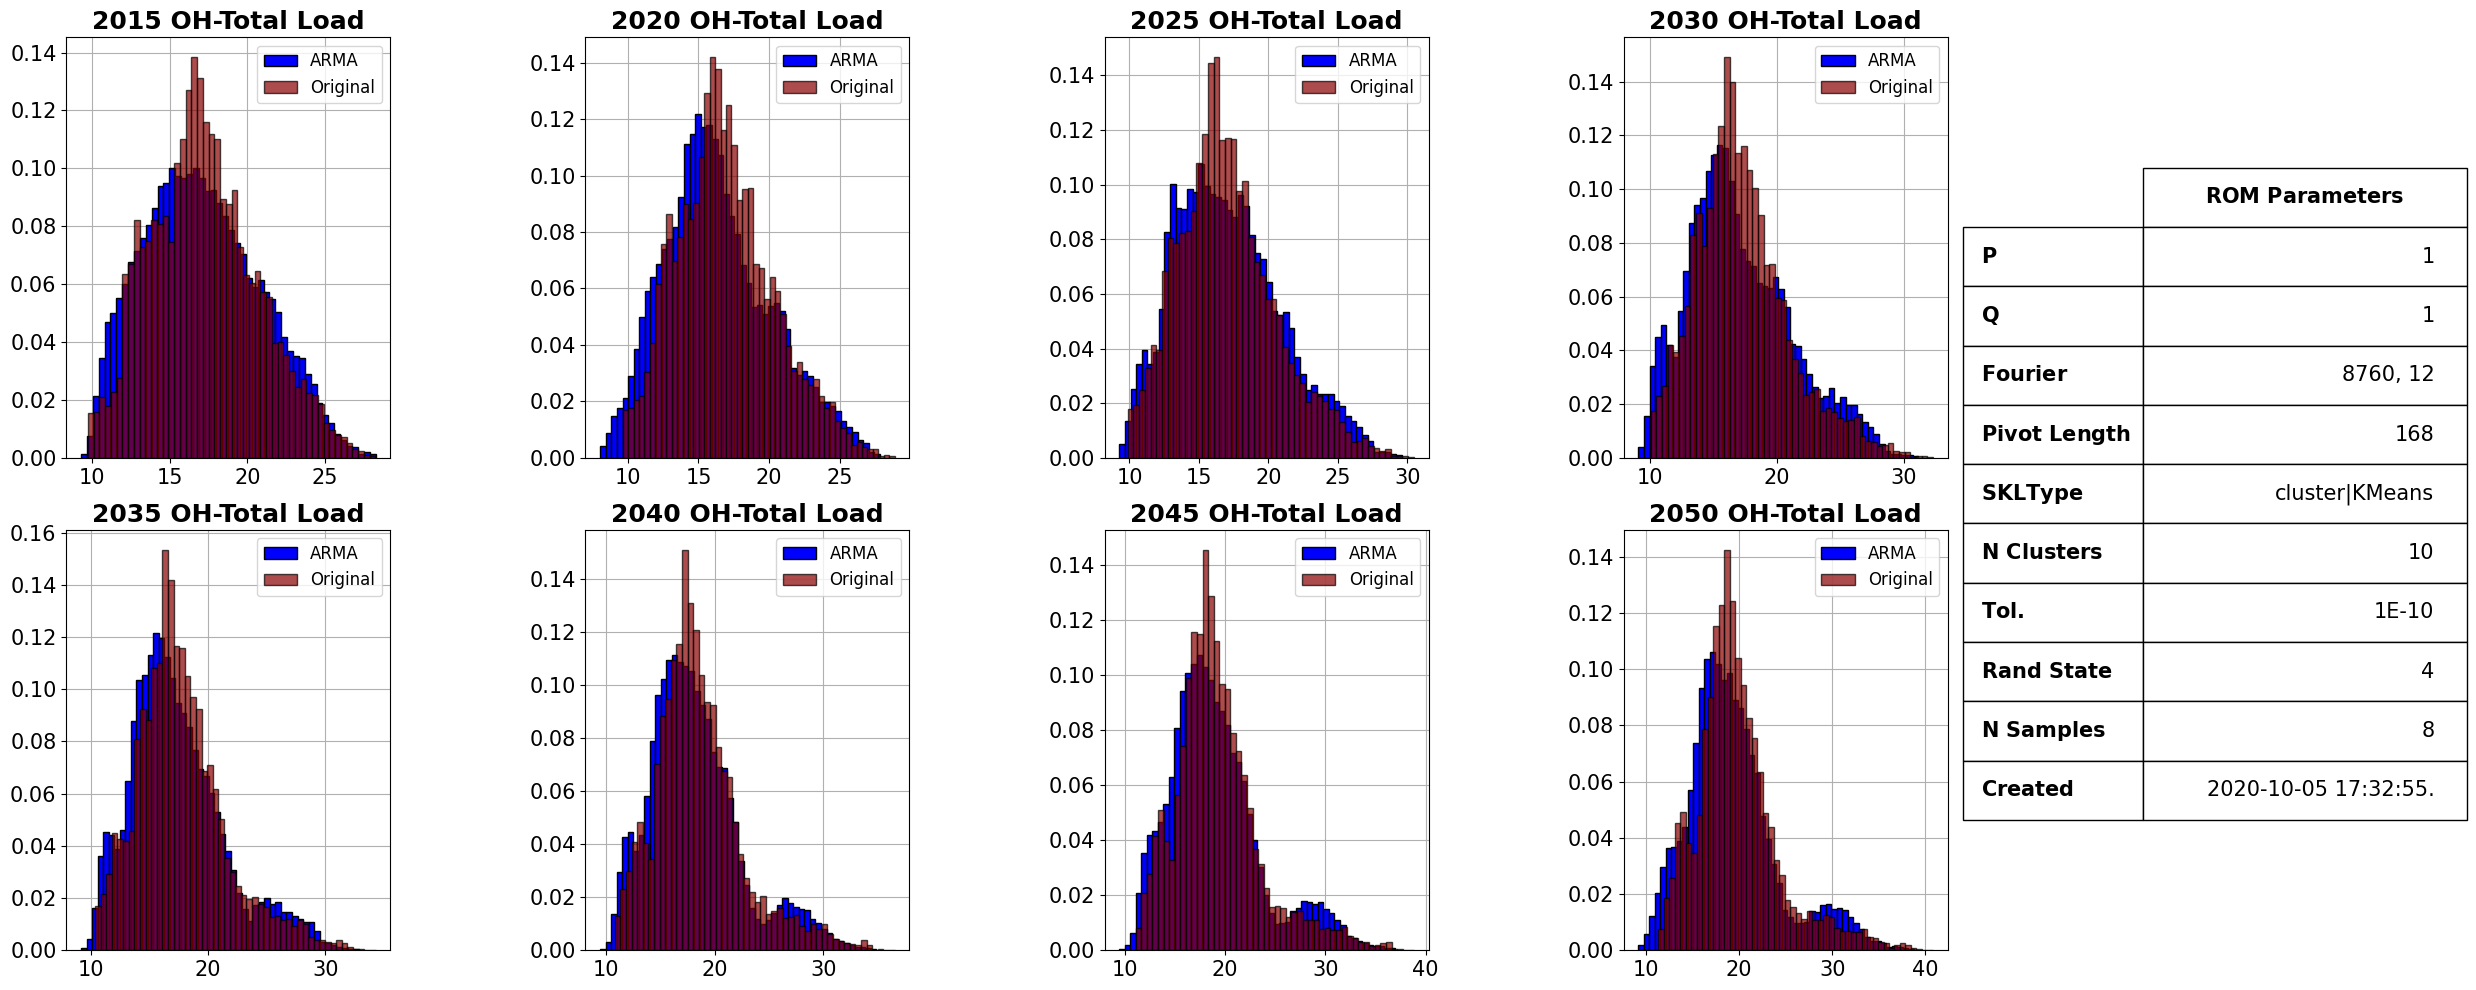 2015 OH-Total Load
0.14
0.12
0.10
0.08
0.06
0.04
0.02
0.00
10 15 20 25
ARMA
Original
2020 OH-Total Load
0.14
0.12
0.10
0.08
0.06
0.04
0.02
0.00
10 15 20 25
ARMA
Original
2025 OH-Total Load
0.14
0.12
0.10
0.08
0.06
0.04
0.02
0.00
10 15 20 25 30
ARMA
Original
2030 OH-Total Load
0.14
0.12
0.10
0.08
0.06
0.04
0.02
0.00
10 20 30
ARMA
Original
2035 OH-Total Load
0.16
0.14
0.12
0.10
0.08
0.06
0.04
0.02
0.00
10 20 30
ARMA
Original
2040 OH-Total Load
0.14
0.12
0.10
0.08
0.06
0.04
0.02
0.00
10 20 30
ARMA
Original
2045 OH-Total Load
0.14
0.12
0.10
0.08
0.06
0.04
0.02
0.00
10 20 30 40
ARMA
Original
2050 OH-Total Load
0.14
0.12
0.10
0.08
0.06
0.04
0.02
0.00
10 20 30 40
ARMA
Original
ROM Parameters
P 1
Q 1
Fourier 8760, 12
Pivot Length 168
SKLType cluster|KMeans
N Clusters 10
Tol. 1E-10
Rand State 4
N Samples 8
Created 2020-10-05 17:32:55.